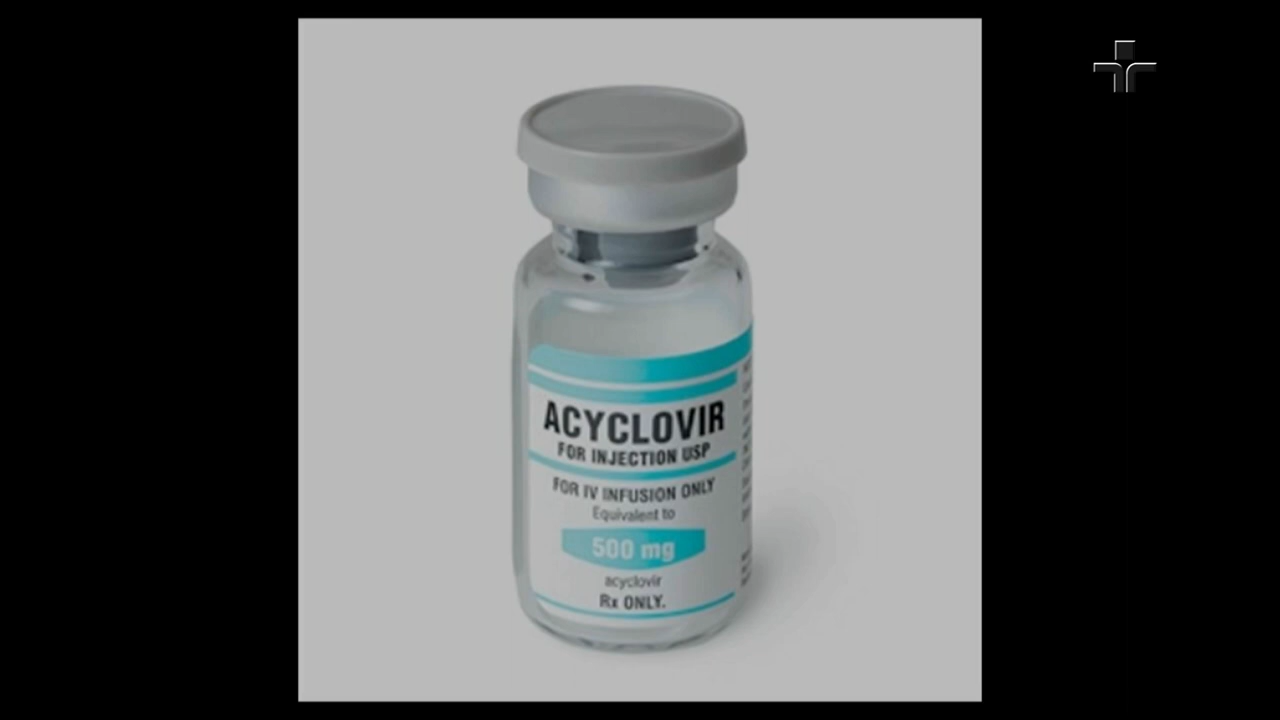 ACYCLOVIR
FOR INJECTION USP
FOR IV INFUSION ONLY
Equivalent to
500 mg
acyclovir
Rx ONLY.